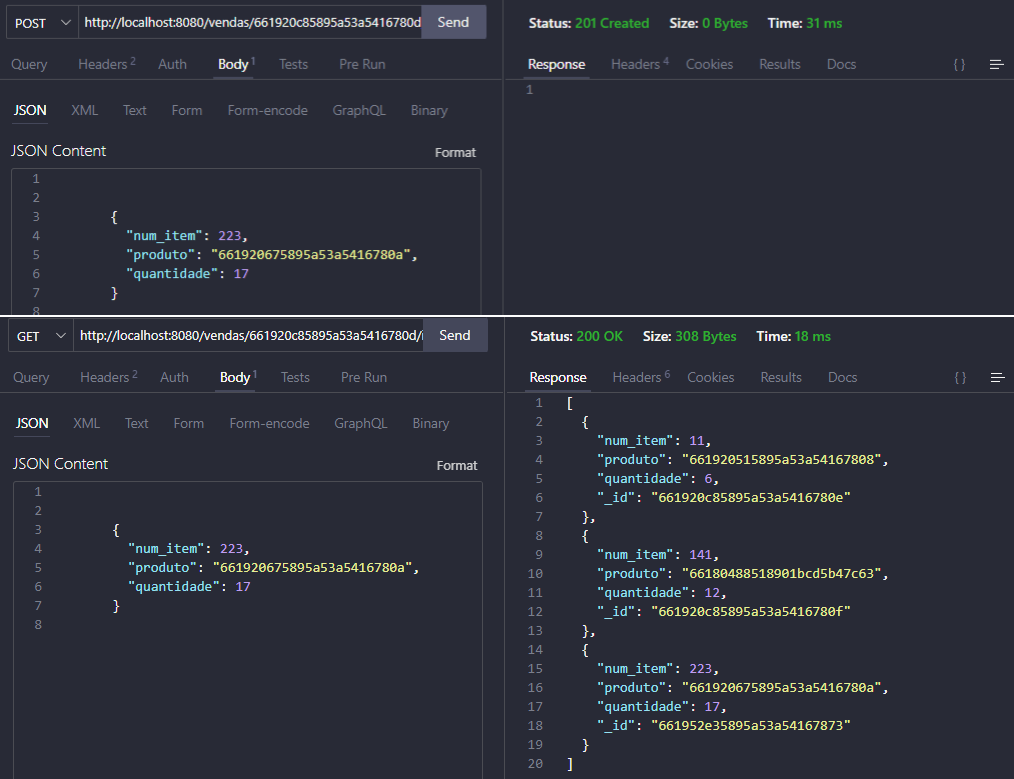 POST http://localhost:8080/vendas/661920c85895a53a5416780d Send
Status: 201 Created Size: 0 Bytes Time: 31 ms
Query Headers 2 Auth Body 1 Tests Pre Run
Response Headers 4 Cookies Results Docs { }
JSON XML Text Form Form-encode GraphQL Binary
1
JSON Content Format
1
2
3 {
4 "num_item": 223,
5 "produto": "661920675895a53a5416780a",
6 "quantidade": 17
7 }
8
GET http://localhost:8080/vendas/661920c85895a53a5416780d/i Send
Status: 200 OK Size: 308 Bytes Time: 18 ms
Query Headers 2 Auth Body 1 Tests Pre Run
Response Headers 6 Cookies Results Docs { }
JSON XML Text Form Form-encode GraphQL Binary
JSON Content Format
1
2
3 {
4 "num_item": 223,
5 "produto": "661920675895a53a5416780a",
6 "quantidade": 17
7 }
8
1 [
2 {
3 "num_item": 11,
4 "produto": "661920515895a53a54167808",
5 "quantidade": 6,
6 "_id": "661920c85895a53a5416780e"
7 },
8 {
9 "num_item": 141,
10 "produto": "66180488518901bcd5b47c63",
11 "quantidade": 12,
12 "_id": "661920c85895a53a5416780f"
13 },
14 {
15 "num_item": 223,
16 "produto": "661920675895a53a5416780a",
17 "quantidade": 17,
18 "_id": "661952e35895a53a54167873"
19 }
20 ]